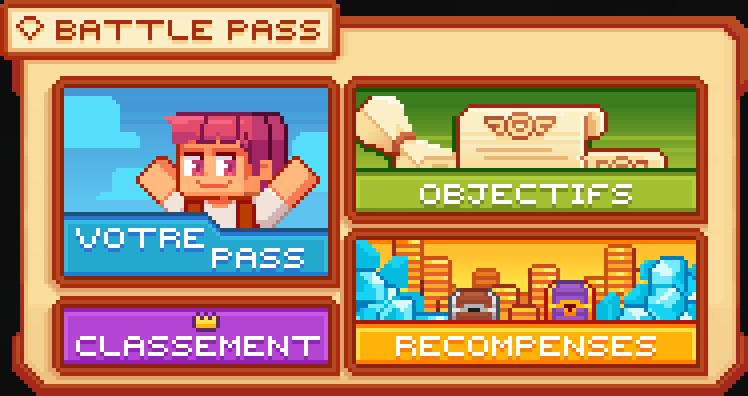 BATTLE PASS
VOTRE
PASS
CLASSEMENT
OBJECTIFS
RECOMPENSES